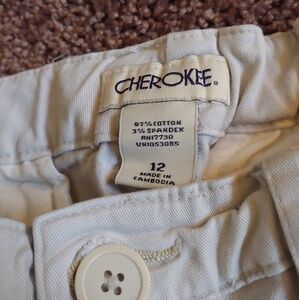 CHEROKEE
97% COTTON
3% SPANDEX
RN17730
VN1053085
12
MADE IN
CAMBODIA